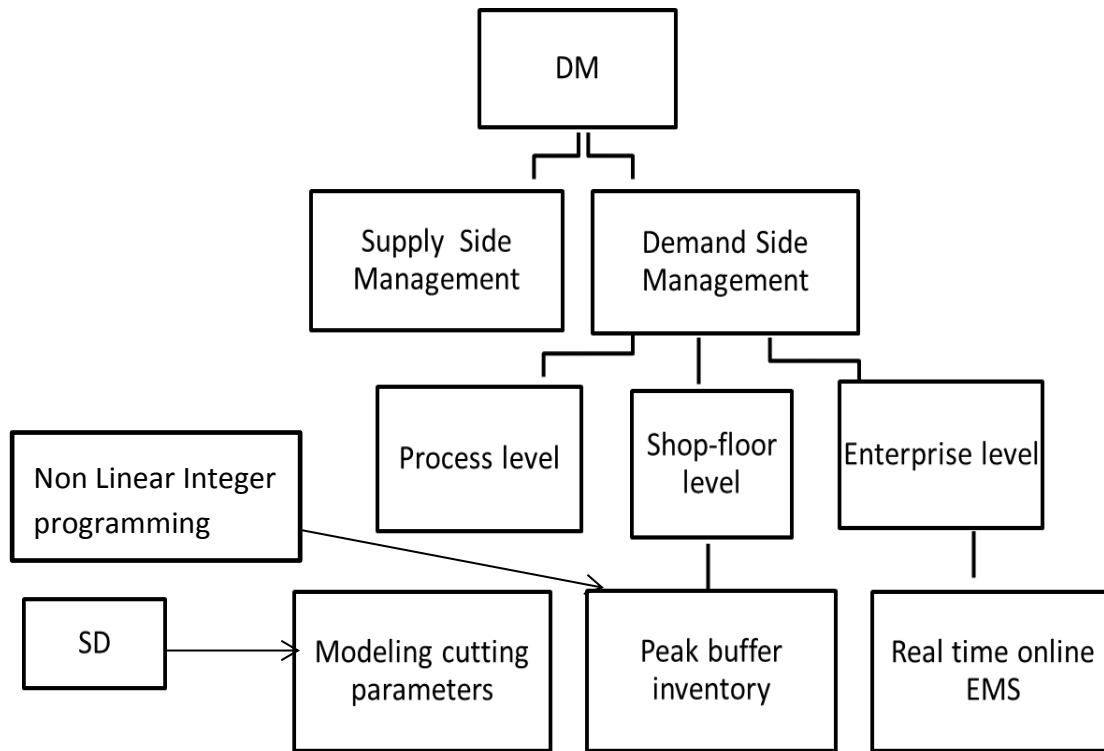 DM
Supply Side
Management
Demand Side
Management
Process level
Shop-floor
level
Enterprise level
Non Linear Integer
programming
SD
Modeling cutting
parameters
Peak buffer
inventory
Real time online
EMS